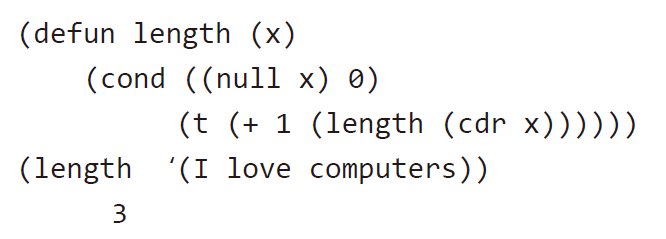 (defun length (x)
(cond ((null x) 0)
(t (+ 1 (length (cdr x))))))
(length ‘(I love computers))
3